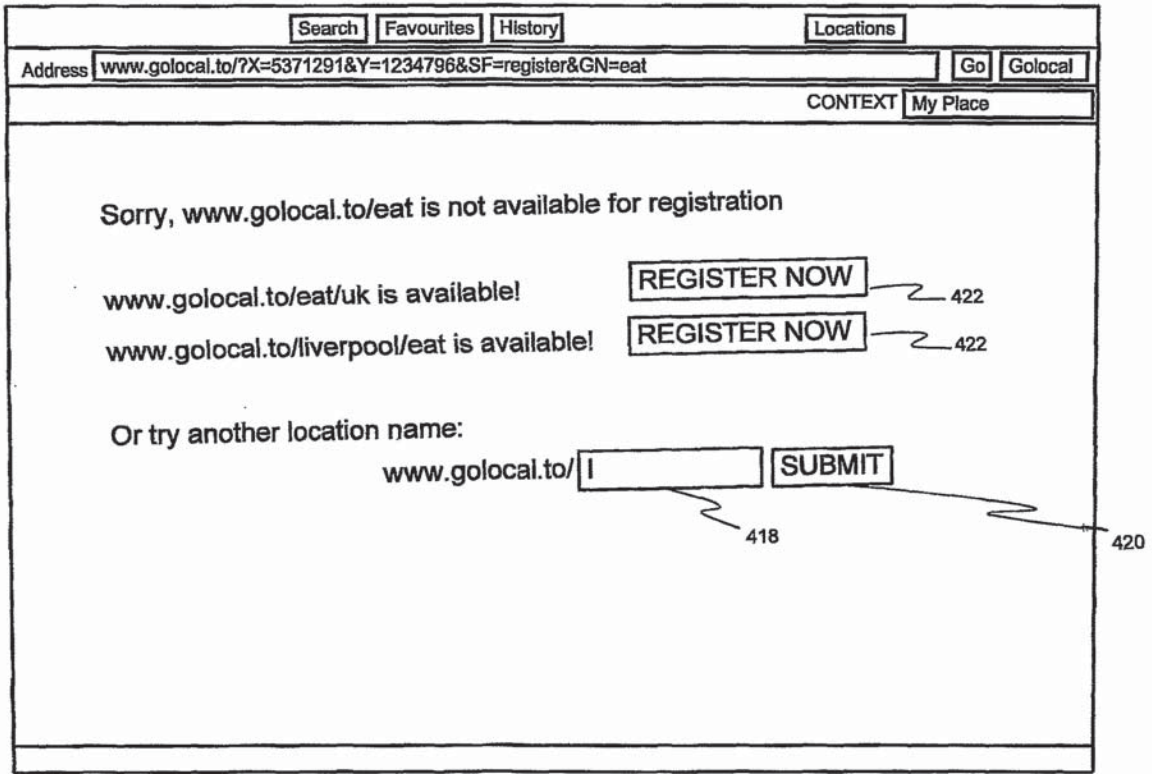 Search Favourites History Locations
Address www.golocal.to/?X=5371291&Y=1234796&SF=register&GN=eat Go Golocal
CONTEXT My Place
Sorry, www.golocal.to/eat is not available for registration
www.golocal.to/eat/uk is available! REGISTER NOW 422
www.golocal.to/liverpool/eat is available! REGISTER NOW 422
Or try another location name:
www.golocal.to/ SUBMIT
418
420